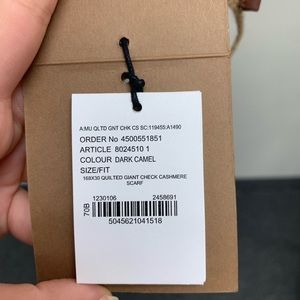 A:MU QLTD GNT CHK CS SC:119455:A1490
ORDER No 4500551851
ARTICLE 8024510 1
COLOUR DARK CAMEL
SIZE/FIT
168X30 QUILTED GIANT CHECK CASHMERE
SCARF
1230106 2458691
70B
5045621041518